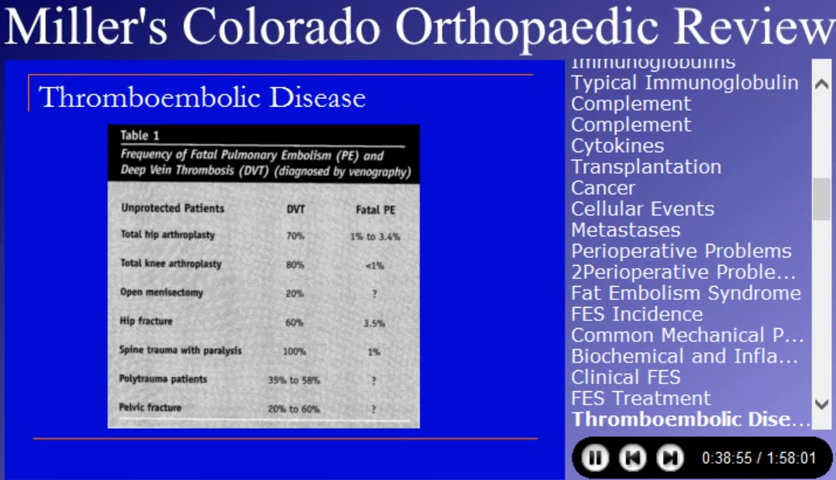 Miller's Colorado Orthopaedic Review
Thromboembolic Disease
Table 1
Frequency of Fatal Pulmonary Embolism (PE) and
Deep Vein Thrombosis (DVT) (diagnosed by venography)
Unprotected Patients DVT Fatal PE
Total hip arthroplasty 70% 1% to 3.4%
Total knee arthroplasty 80% <1%
Open menisectomy 20% ?
Hip fracture 60% 3.5%
Spine trauma with paralysis 100% 1%
Polytrauma patients 35% to 58% ?
Pelvic fracture 20% to 60% ?
Immunoglobulins
Typical Immunoglobulin
Complement
Complement
Cytokines
Transplantation
Cancer
Cellular Events
Metastases
Perioperative Problems
2Perioperative Proble...
Fat Embolism Syndrome
FES Incidence
Common Mechanical P...
Biochemical and Infla...
Clinical FES
FES Treatment
Thromboembolic Dise...
0:38:55 / 1:58:01